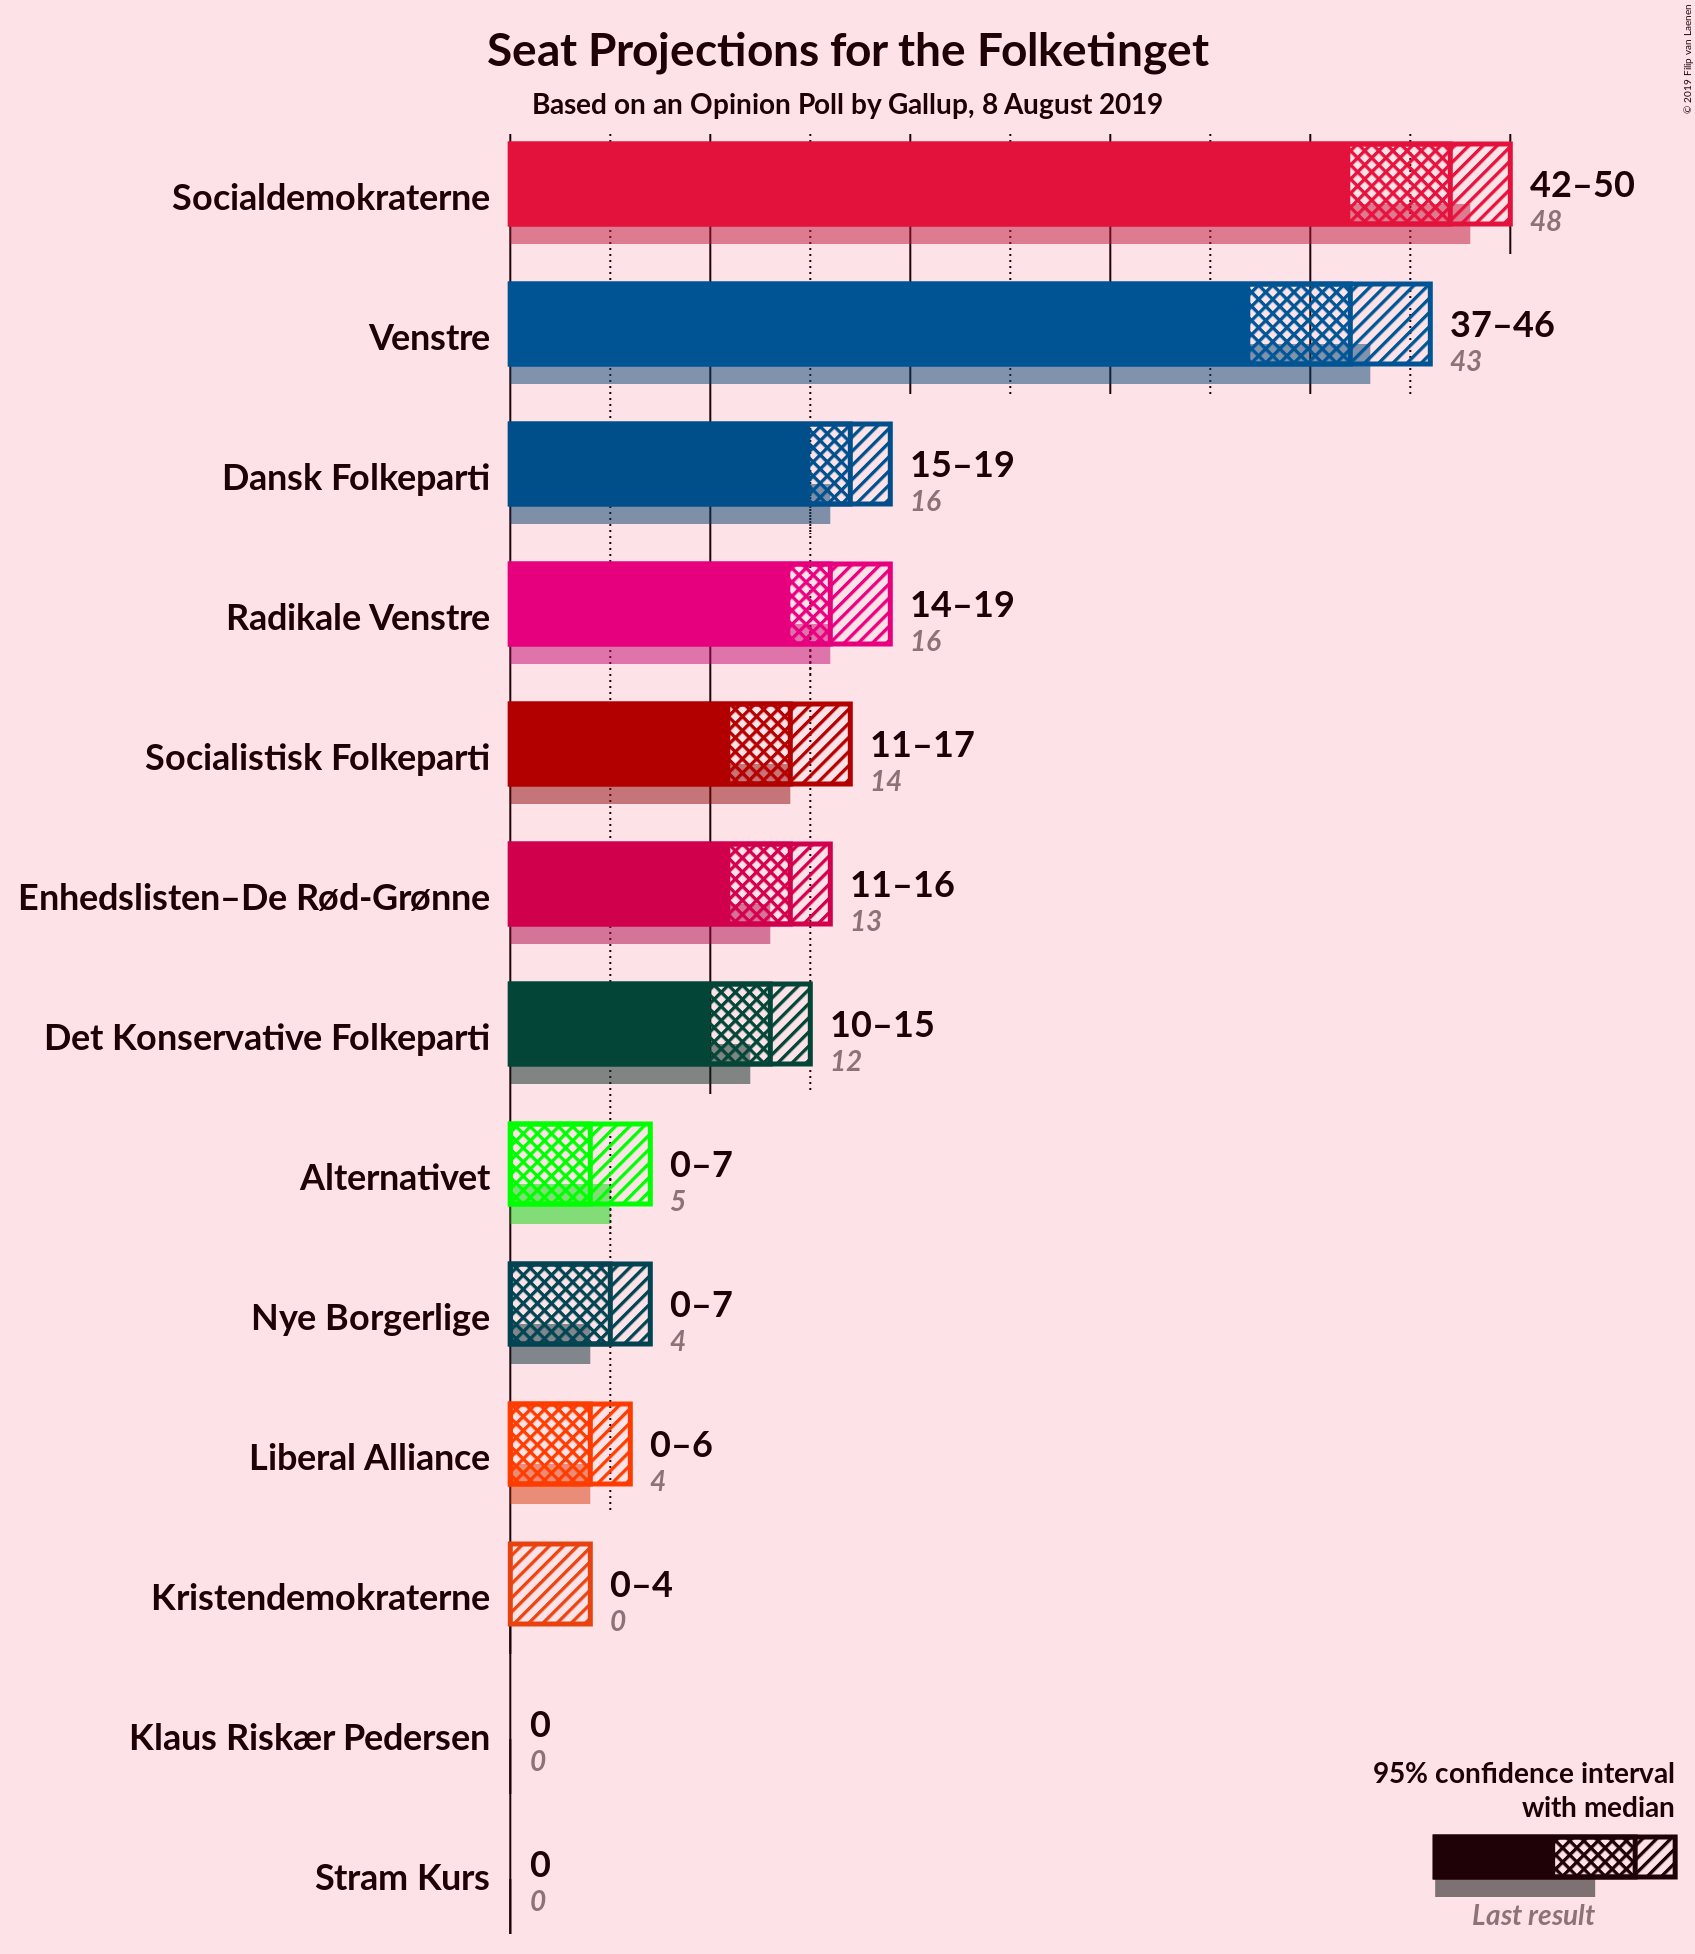 Seat Projections for the Folketinget
Based on an Opinion Poll by Gallup, 8 August 2019
© 2019 Filip van Laenen
Socialdemokraterne
42–50
48
Venstre
37–46
43
Dansk Folkeparti
15–19
16
Radikale Venstre
14–19
16
Socialistisk Folkeparti
11–17
14
Enhedslisten–De Rød-Grønne
11–16
13
Det Konservative Folkeparti
10–15
12
Alternativet
0–7
5
Nye Borgerlige
0–7
4
Liberal Alliance
0–6
4
Kristendemokraterne
0–4
0
Klaus Riskær Pedersen
0
0
Stram Kurs
0
0
95% confidence interval
with median
Last result